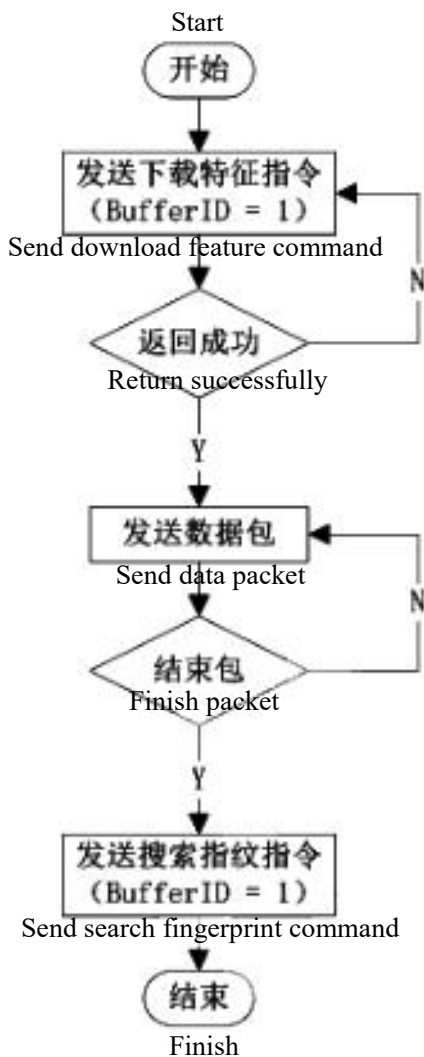 Start
开始
发送下载特征指令
(BufferID = 1)
Send download feature command
N
返回成功
Return successfully
Y
发送数据包
Send data packet
N
结束包
Finish packet
Y
发送搜索指纹指令
(BufferID = 1)
Send search fingerprint command
结束
Finish